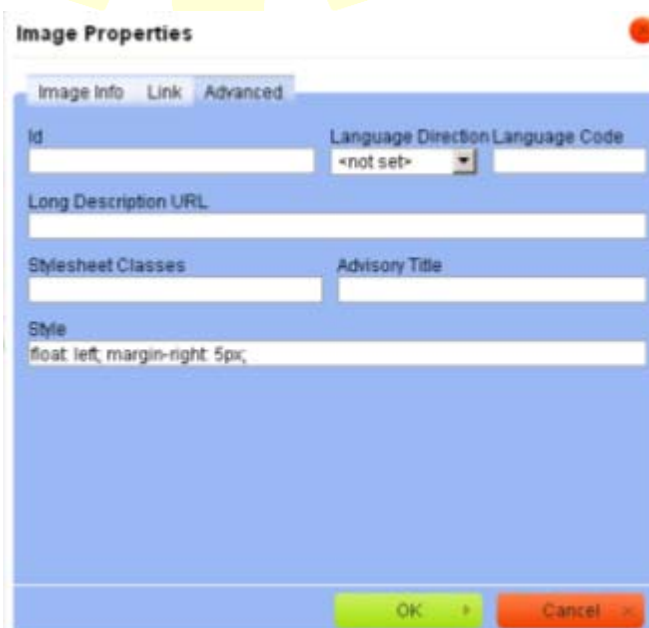 Image Properties
Image Info Link Advanced
Id Language Direction Language Code
<not set>
Long Description URL
Stylesheet Classes Advisory Title
Style
float: left; margin-right: 5px;
OK Cancel